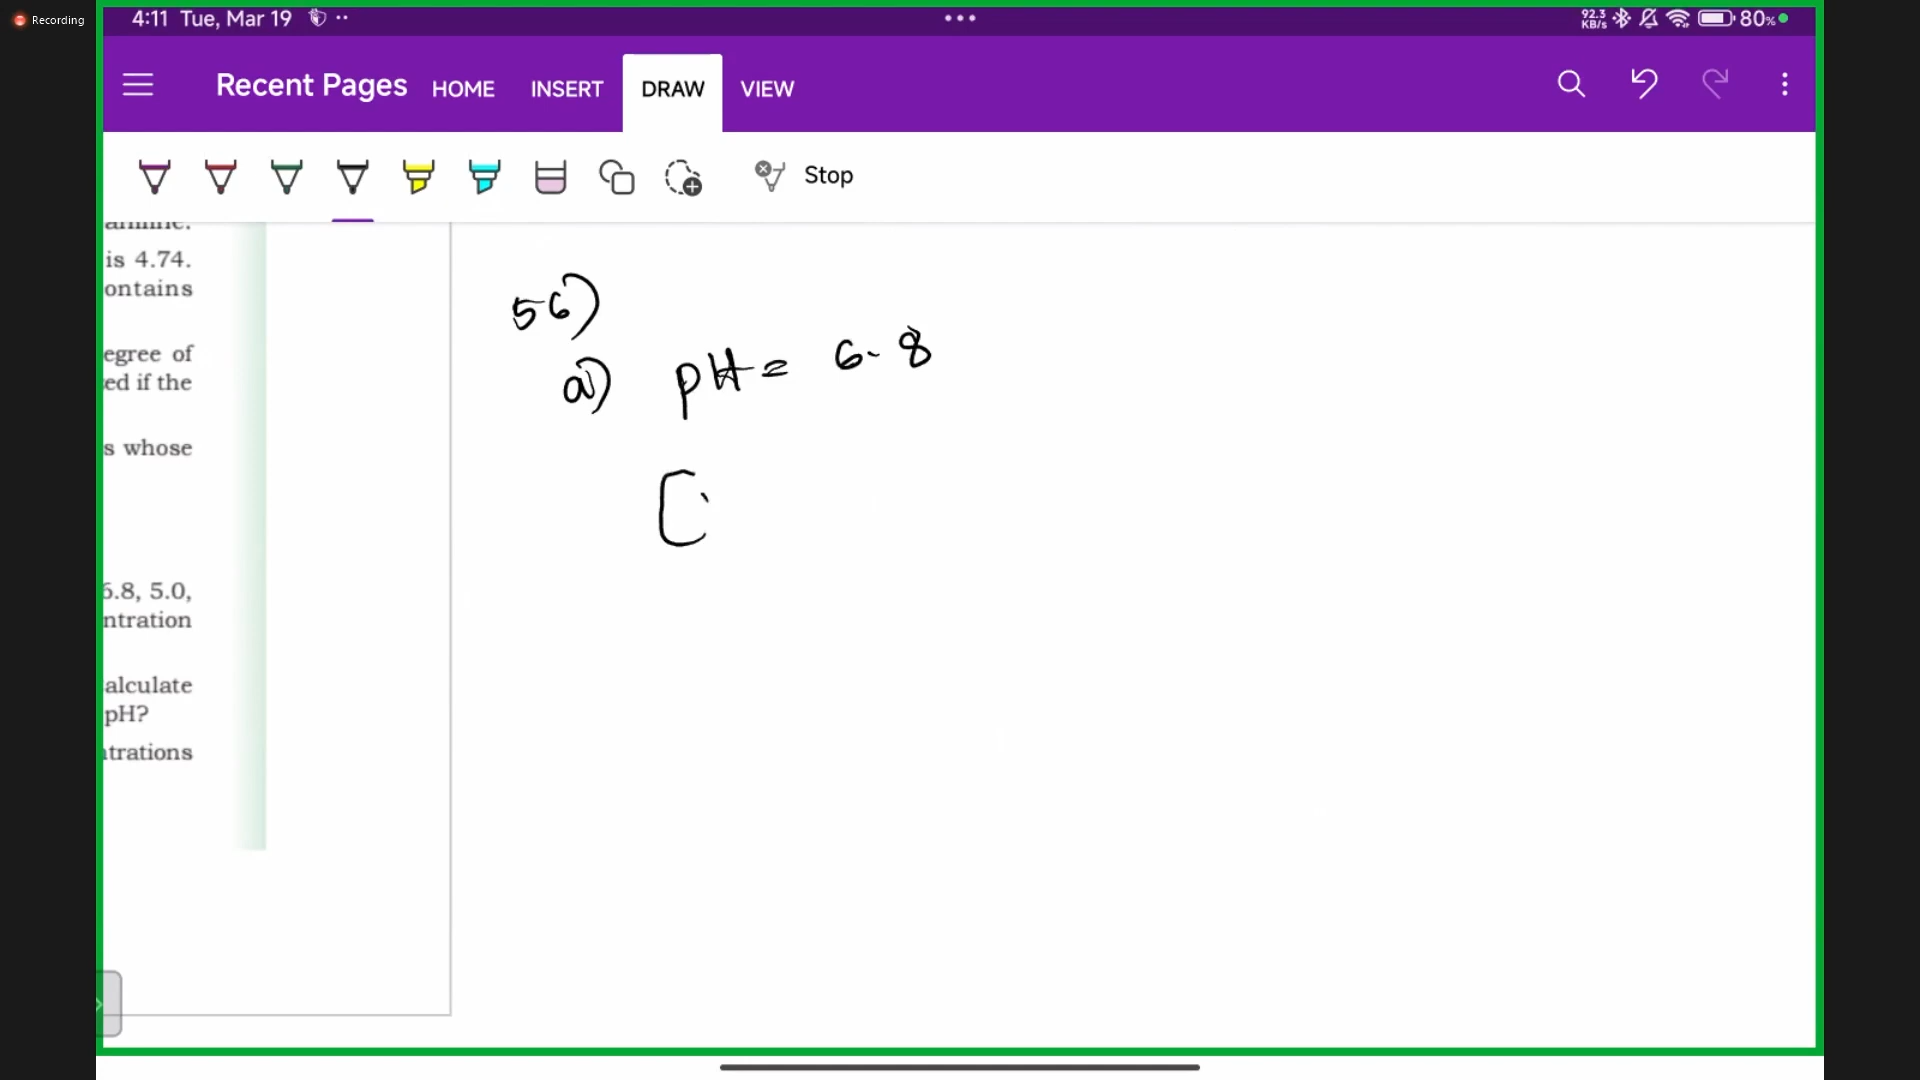 Recording
4:11 Tue, Mar 19
92.3 KB/s 80%
Recent Pages HOME INSERT DRAW VIEW
Stop
is 4.74.
ontains
egree of
ed if the
s whose
6.8, 5.0,
ntration
alculate
pH?
trations
56)
a) pH = 6.8
[